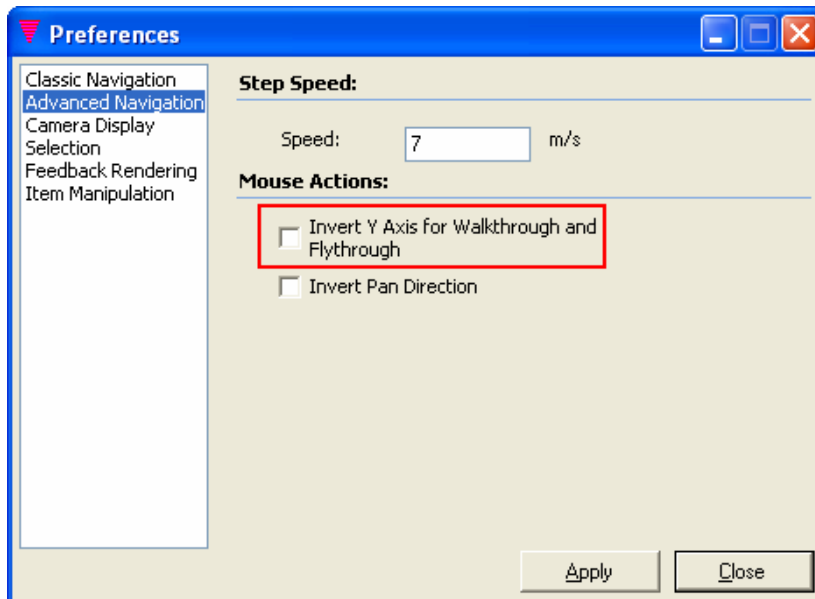 Preferences
Classic Navigation
Advanced Navigation
Camera Display
Selection
Feedback Rendering
Item Manipulation
Step Speed:
Speed: 7 m/s
Mouse Actions:
Invert Y Axis for Walkthrough and
Flythrough
Invert Pan Direction
Apply Close